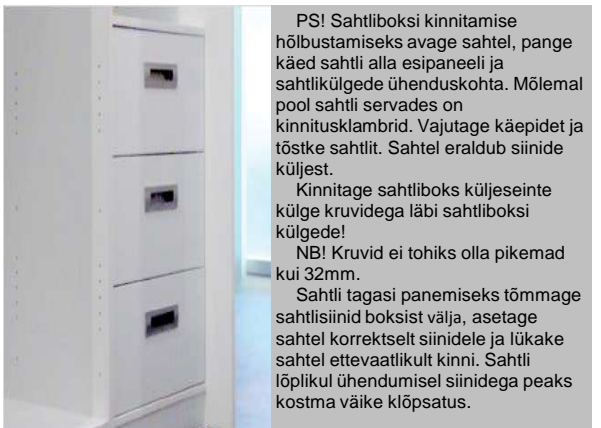 PS! Sahtliboksi kinnitamise
hõlbustamiseks avage sahtel, pange
käed sahtli alla esipaneeli ja
sahtlikülgede ühenduskohta. Mõlemal
pool sahtli servades on
kinnitusklambrid. Vajutage käepidet ja
tõstke sahtlit. Sahtel eraldub siinide
küljest.
Kinnitage sahtliboks küljeseinte
külge kruvidega läbi sahtliboksi
külgede!
NB! Kruvid ei tohiks olla pikemad
kui 32mm.
Sahtli tagasi panemiseks tõmmage
sahtlisiinid boksist välja, asetage
sahtel korrektselt siinidele ja lükake
sahtel ettevaatlikult kinni. Sahtli
lõplikul ühendumisel siinidega peaks
kostma väike klõpsatus.